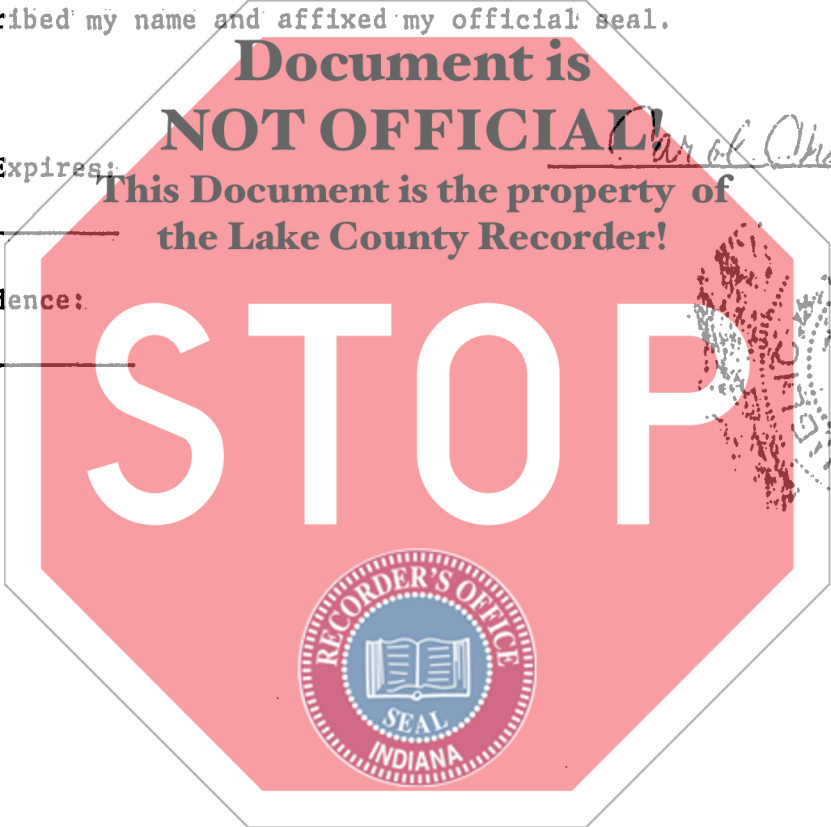 ribed my name and affixed my official seal.
Document is
NOT OFFICIAL!
Expires:
This Document is the property of
the Lake County Recorder!
dence:
STOP
RECORDER'S OFFICE
SEAL
INDIANA